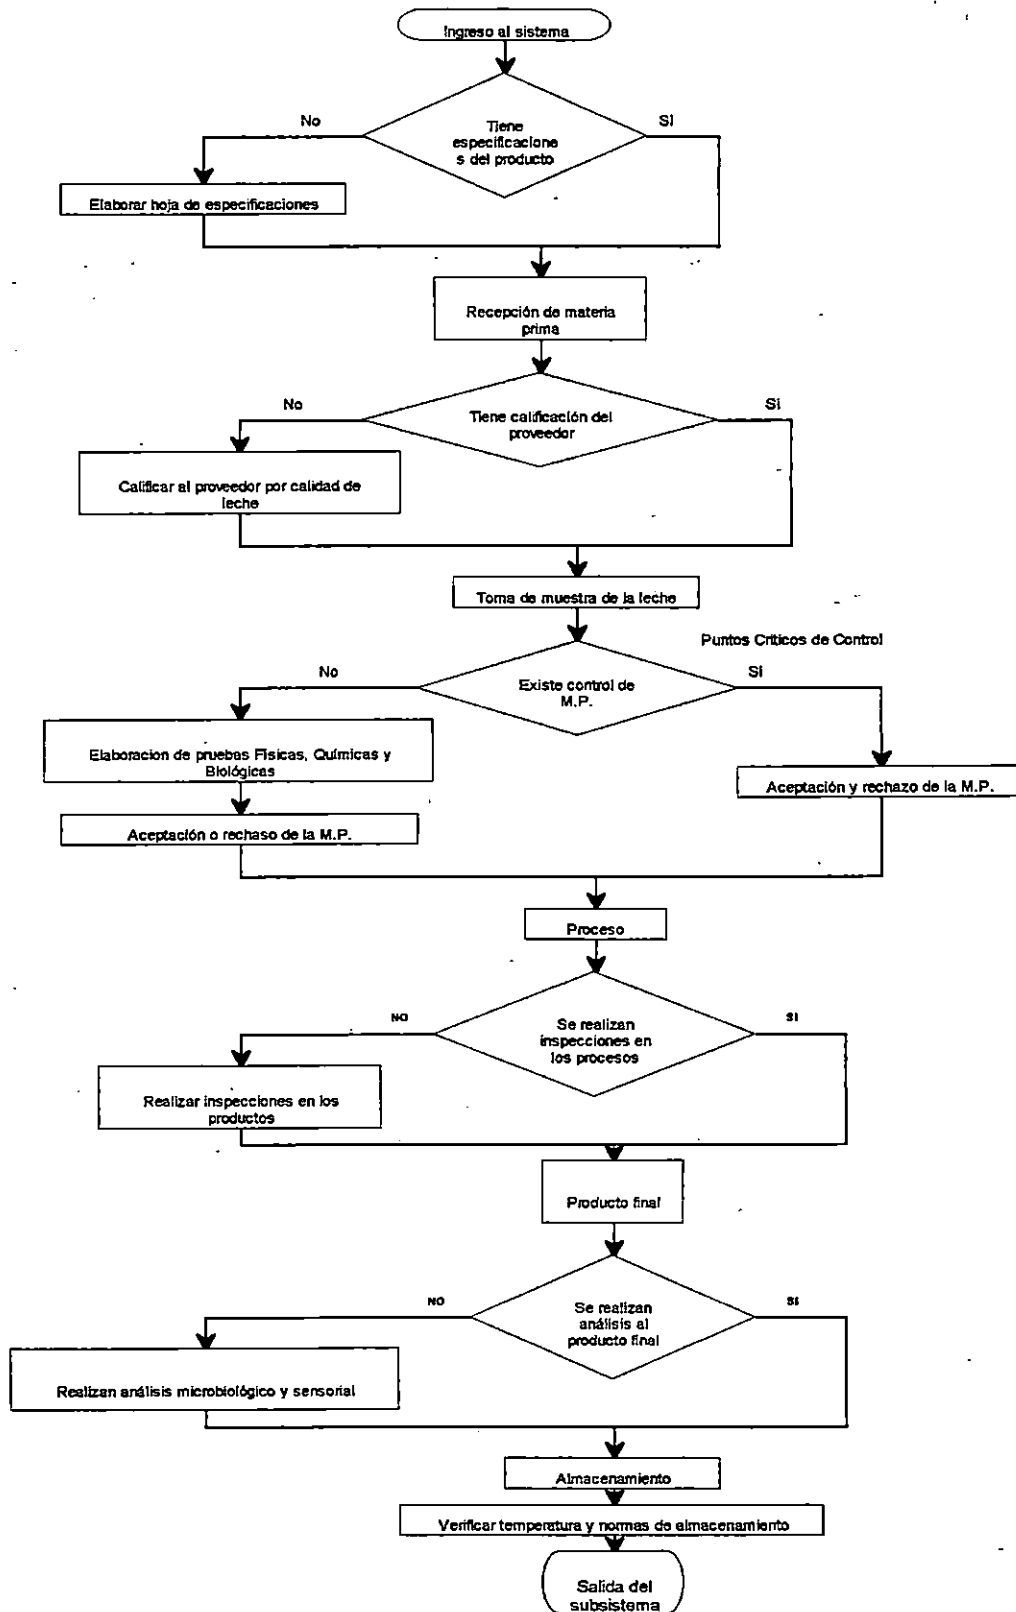 Ingreso al sistema
No
Si
Tiene
especificacione
s del producto
Elaborar hoja de especificaciones
Recepción de materia
prima
No
Si
Tiene calificación del
proveedor
Calificar al proveedor por calidad de
leche
Toma de muestra de la leche
Puntos Críticos de Control
No
Si
Existe control de
M.P.
Elaboracion de pruebas Físicas, Químicas y
Biológicas
Aceptación y rechazo de la M.P.
Aceptación o rechaso de la M.P.
Proceso
NO
SI
Se realizan
inspecciones en
los procesos
Realizar inspecciones en los
productos
Producto final
NO
SI
Se realizan
análisis al
producto final
Realizan análisis microbiológico y sensorial
Almacenamiento
Verificar temperatura y normas de almacenamiento
Salida del
subsistema